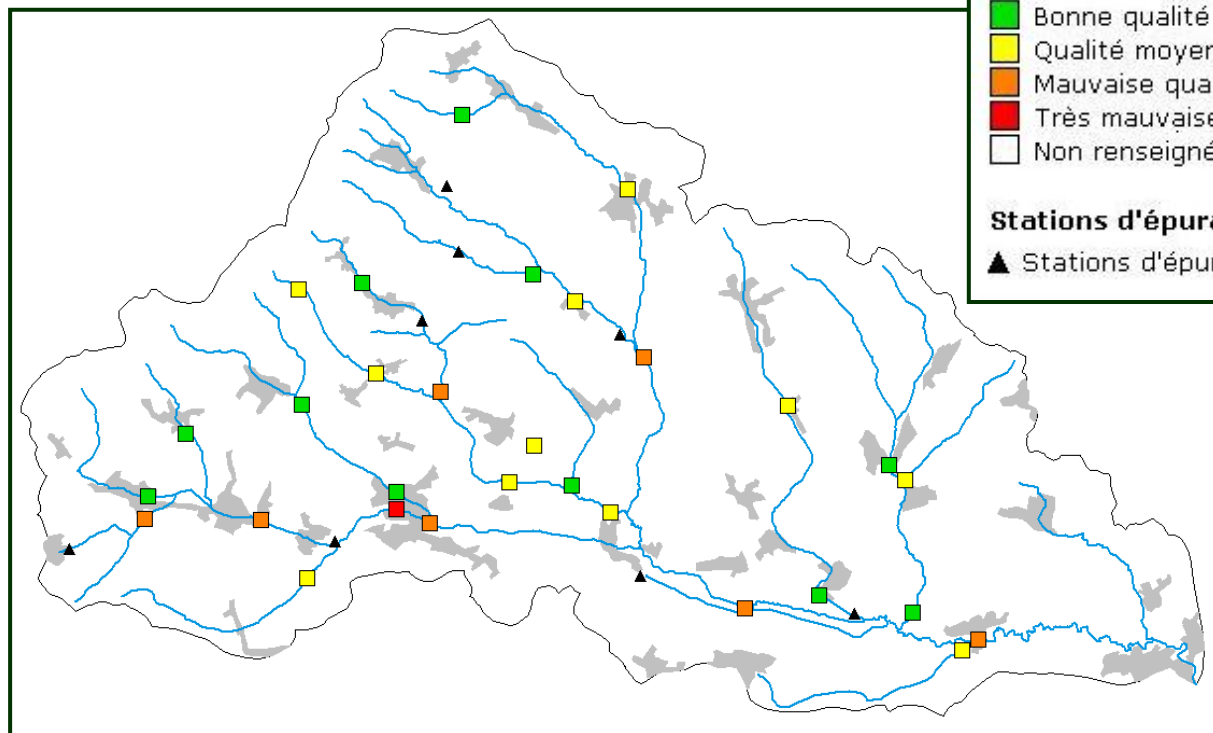 Bonne qualité
Qualité moyen
Mauvaise qua
Très mauvaise
Non renseigné
Stations d'épura
▲ Stations d'épur